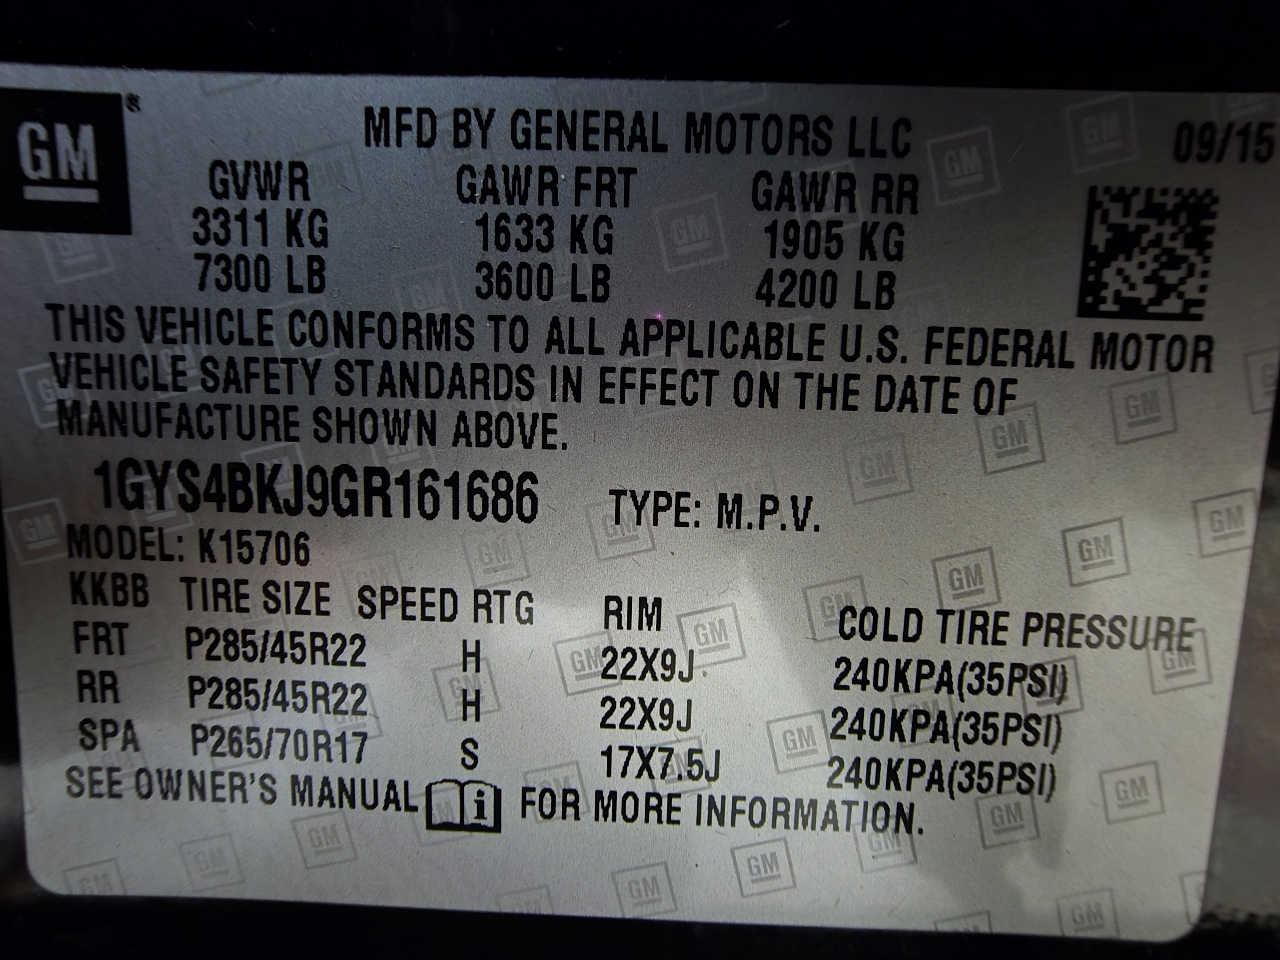 GM®
MFD BY GENERAL MOTORS LLC 09/15
GVWR GAWR FRT GAWR RR
3311 KG 1633 KG 1905 KG
7300 LB 3600 LB 4200 LB
THIS VEHICLE CONFORMS TO ALL APPLICABLE U.S. FEDERAL MOTOR
VEHICLE SAFETY STANDARDS IN EFFECT ON THE DATE OF
MANUFACTURE SHOWN ABOVE.
1GYS4BKJ9GR161686 TYPE: M.P.V.
MODEL: K15706
KKBB TIRE SIZE SPEED RTG RIM COLD TIRE PRESSURE
FRT P285/45R22 H 22X9J 240KPA(35PSI)
RR P285/45R22 H 22X9J 240KPA(35PSI)
SPA P265/70R17 S 17X7.5J 240KPA(35PSI)
SEE OWNER'S MANUAL i FOR MORE INFORMATION.